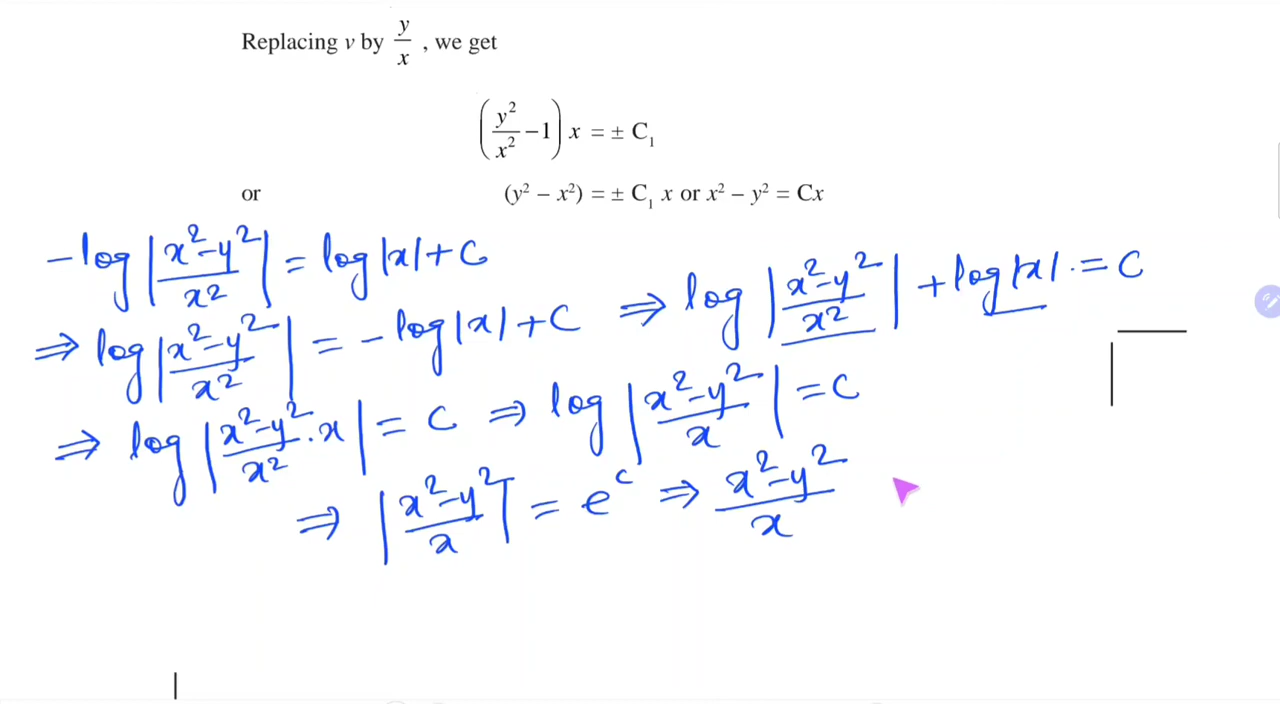 Replacing v by y/x , we get
(y²/x² − 1) x = ± C₁
or (y² – x²) = ± C₁ x or x² – y² = Cx
-log|x²-y²/x²| = log|x|+C
⇒ log|x²-y²/x²| = -log|x|+C ⇒ log|x²-y²/x²| + log|x|. = C
⇒ log|x²-y²/x² . x| = C ⇒ log|x²-y²/x| = C
⇒ |x²-y²/x| = e^c ⇒ x²-y²/x